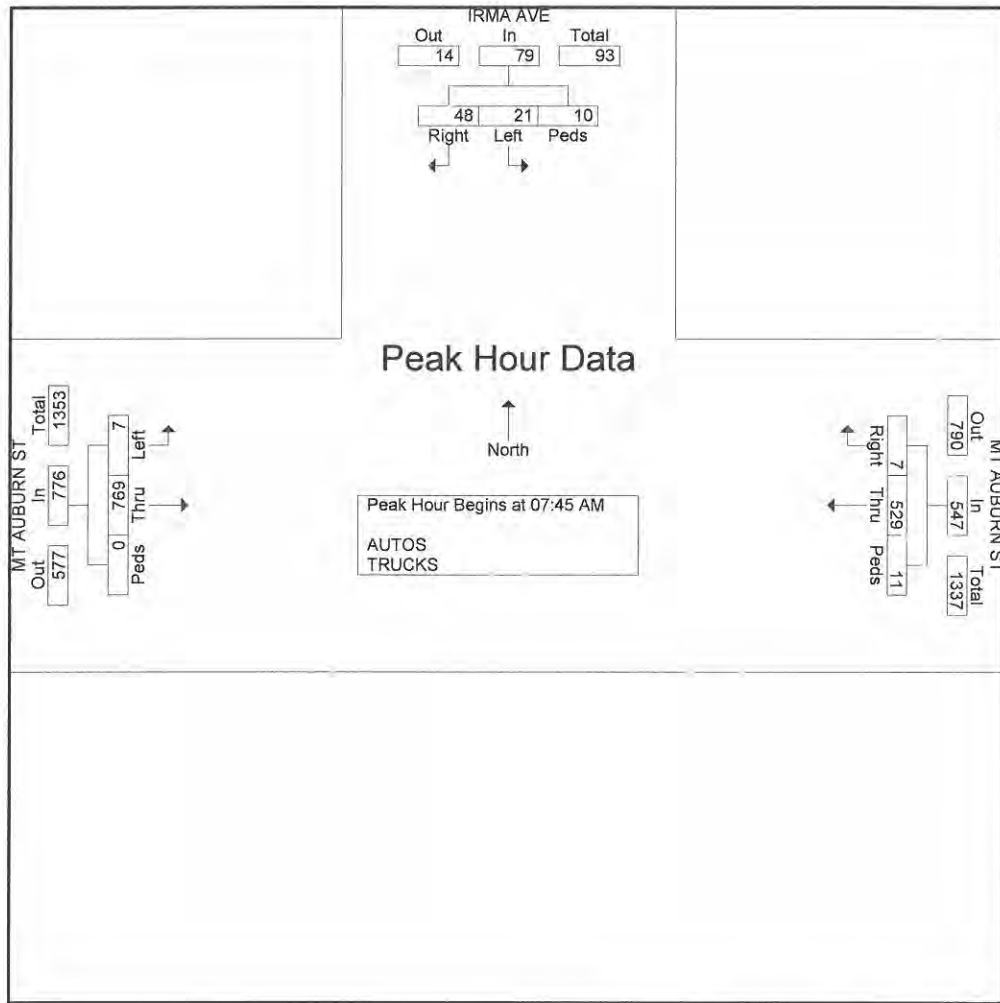 IRMA AVE
Out In Total
14 79 93
48 21 10
Right Left Peds
Peak Hour Data
North
Peak Hour Begins at 07:45 AM
AUTOS
TRUCKS
MT AUBURN ST
Out In Total
577 776 1353
Left Thru Peds
7 769 0
MT AUBURN ST
Out In Total
790 547 1337
Right Thru Peds
7 529 11